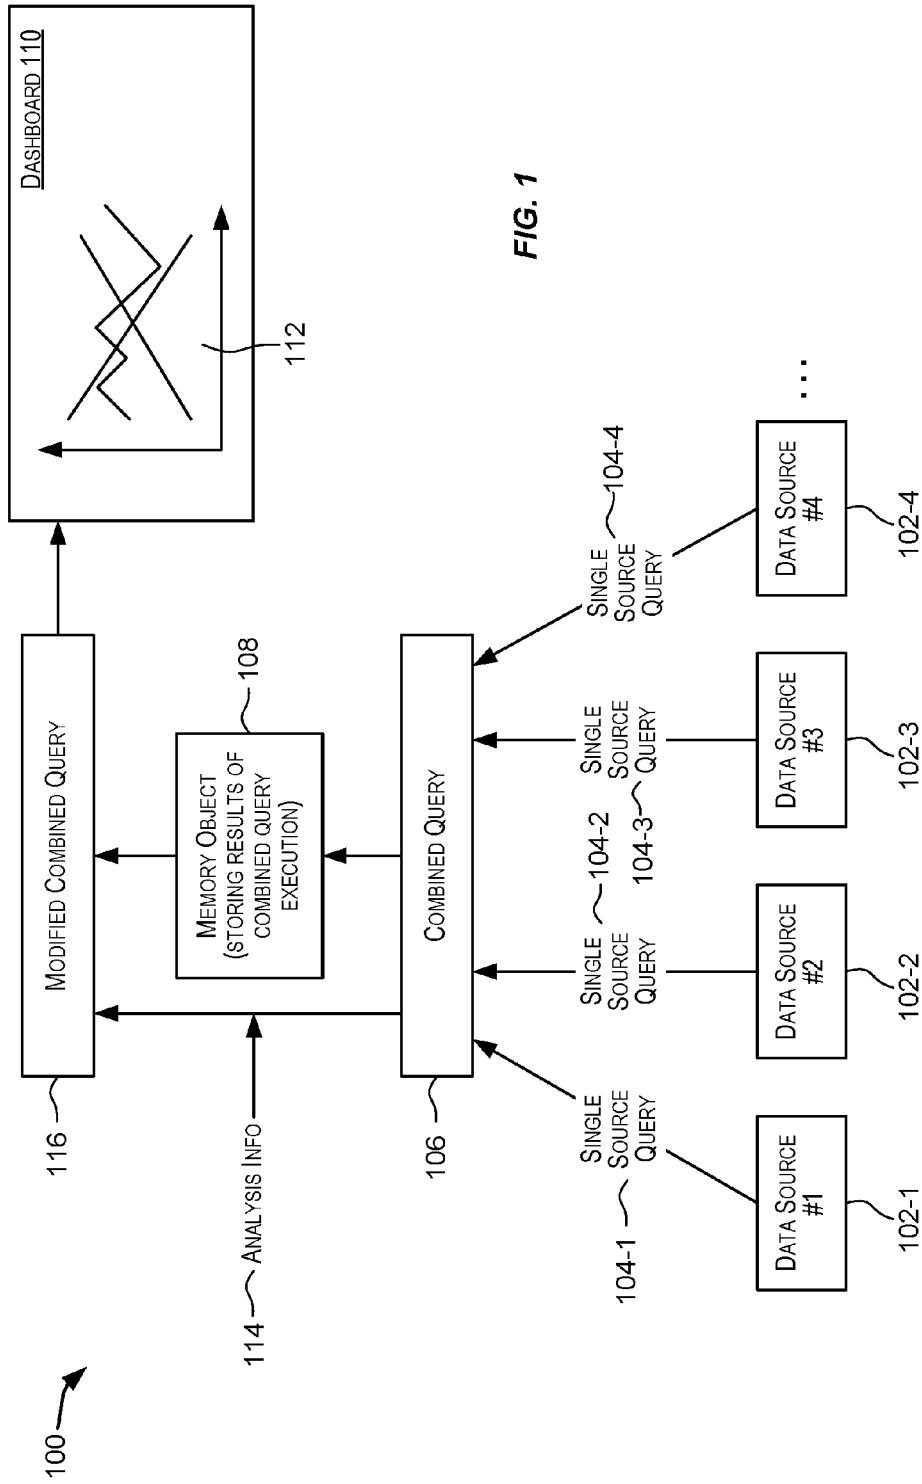 100
DASHBOARD 110
MODIFIED COMBINED QUERY
116
112
108
MEMORY OBJECT
(STORING RESULTS OF
COMBINED QUERY
EXECUTION)
114
ANALYSIS INFO
COMBINED QUERY
106
FIG. 1
104-1
SINGLE
SOURCE
QUERY
104-2
SINGLE
SOURCE
QUERY
104-3
SINGLE
SOURCE
QUERY
104-4
SINGLE
SOURCE
QUERY
DATA SOURCE
#1
DATA SOURCE
#2
DATA SOURCE
#3
DATA SOURCE
#4
...
102-1
102-2
102-3
102-4